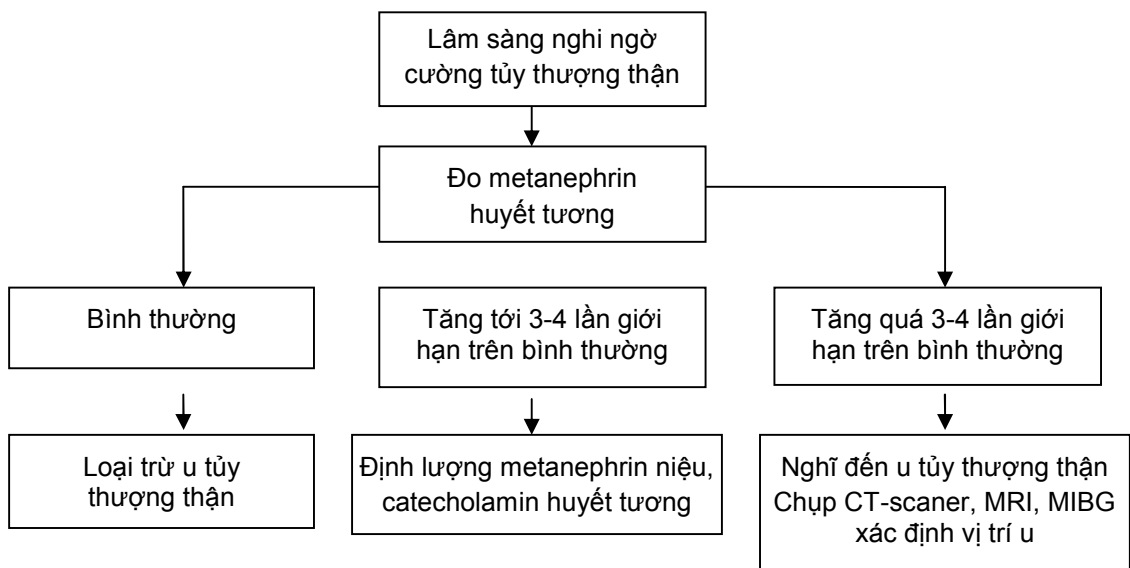 Lâm sàng nghi ngờ
cường tủy thượng thận
Đo metanephrin
huyết tương
Bình thường
Tăng tới 3-4 lần giới
hạn trên bình thường
Tăng quá 3-4 lần giới
hạn trên bình thường
Loại trừ u tủy
thượng thận
Định lượng metanephrin niệu,
catecholamin huyết tương
Nghĩ đến u tủy thượng thận
Chụp CT-scaner, MRI, MIBG
xác định vị trí u